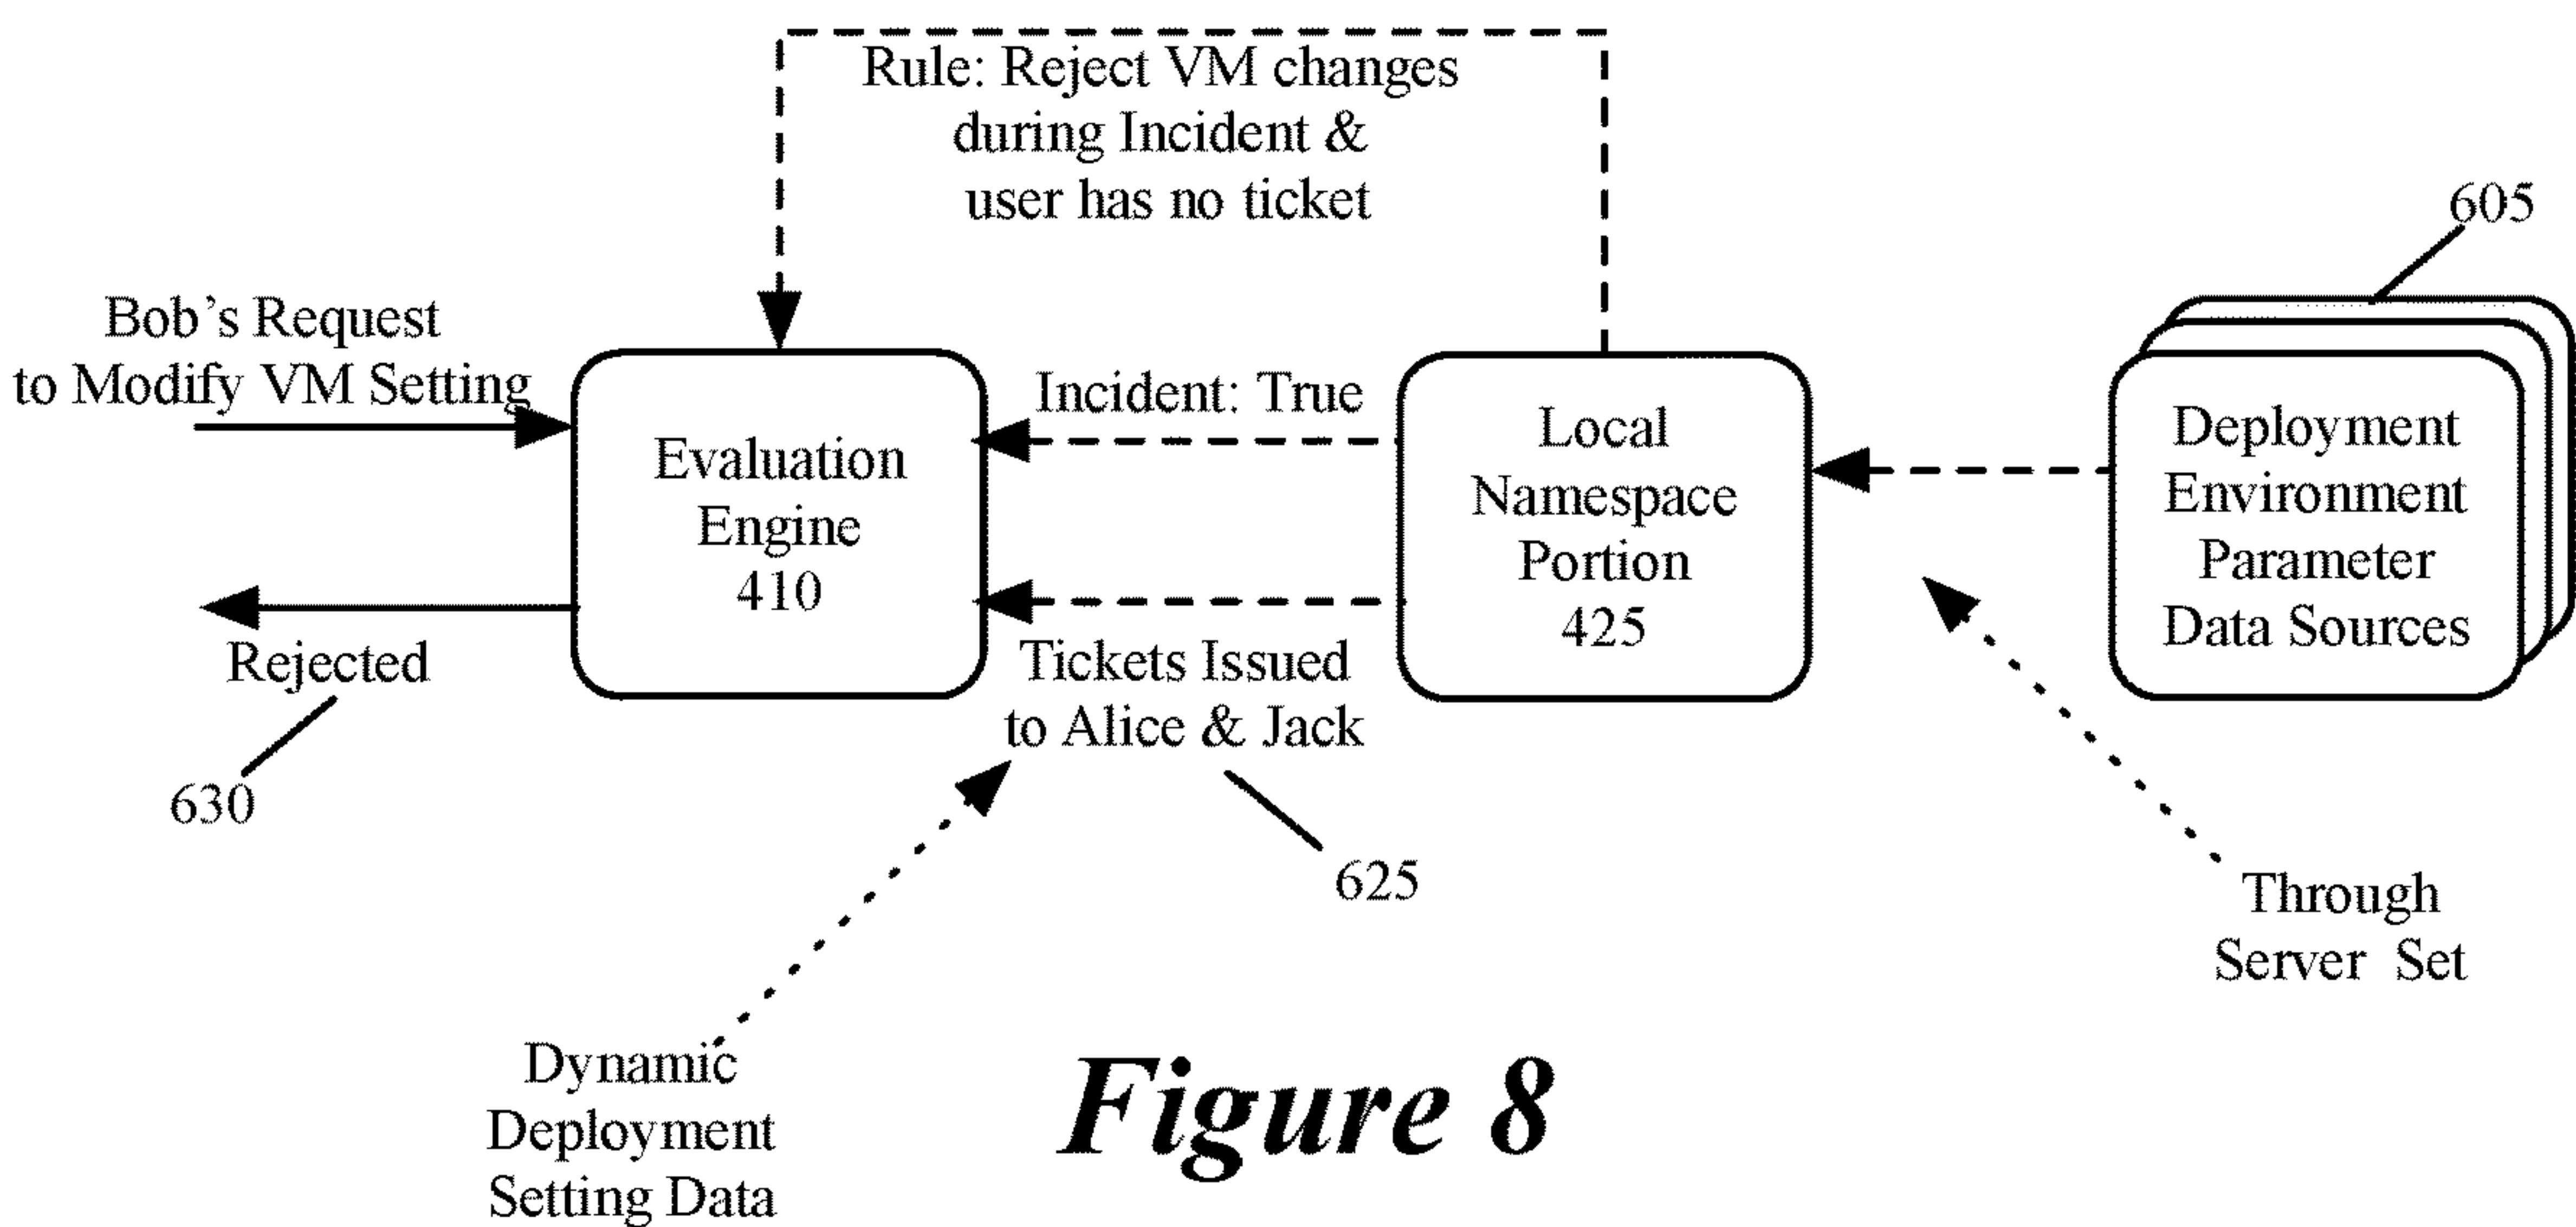 Rule: Reject VM changes
during Incident &
user has no ticket
605
Bob's Request
to Modify VM Setting
Incident: True
Evaluation
Engine
410
Local
Namespace
Portion
425
Deployment
Environment
Parameter
Data Sources
Rejected
630
Tickets Issued
to Alice & Jack
625
Through
Server Set
Dynamic
Deployment
Setting Data
Figure 8